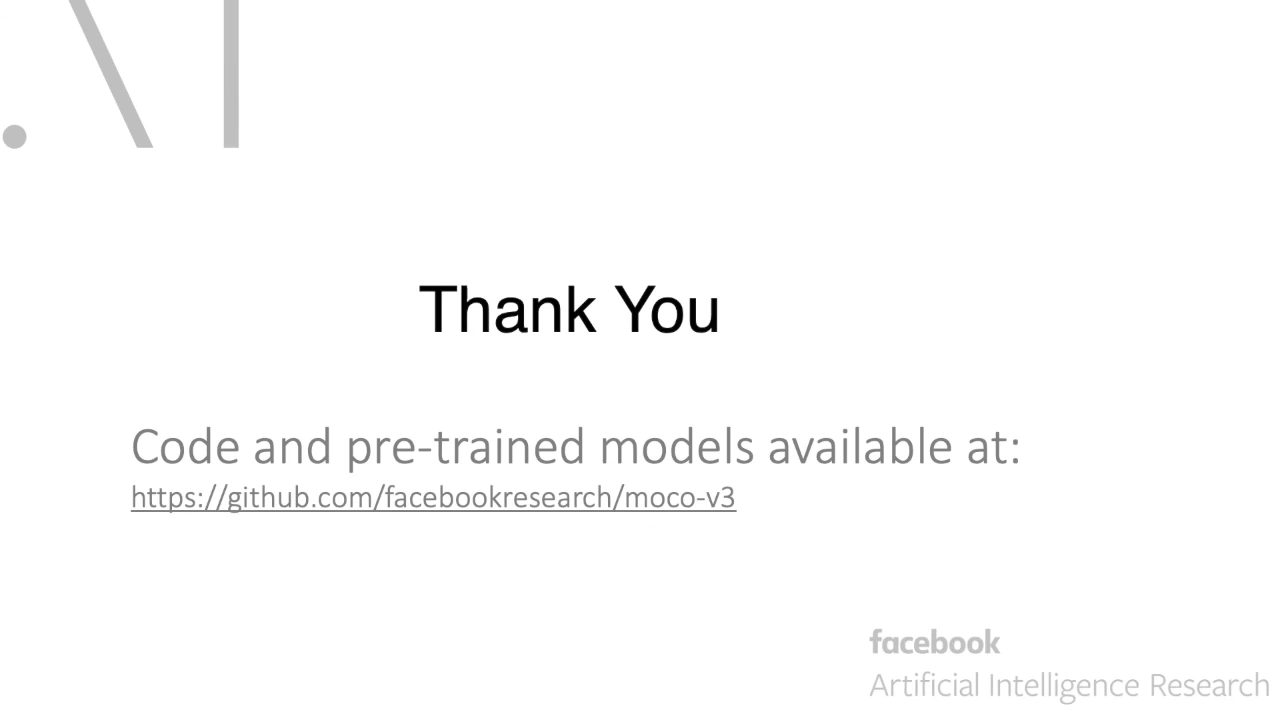 Thank You
Code and pre-trained models available at:
https://github.com/facebookresearch/moco-v3
facebook
Artificial Intelligence Research